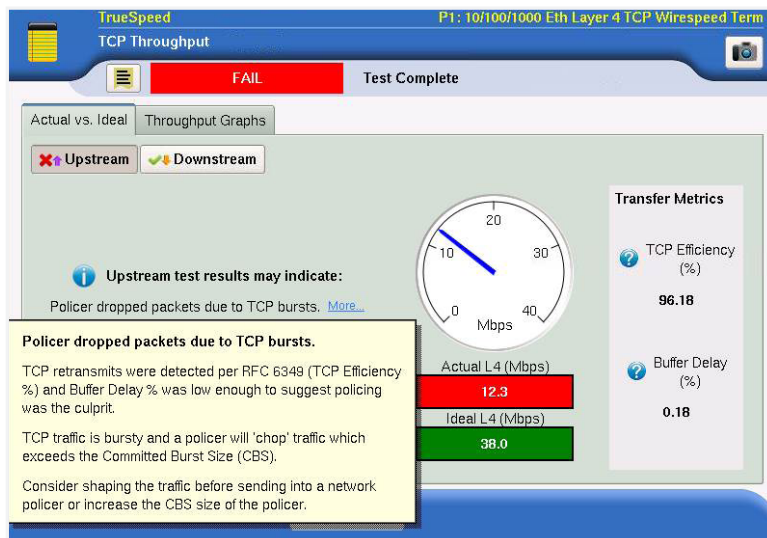 TrueSpeed
P1: 10/100/1000 Eth Layer 4 TCP Wirespeed Term
TCP Throughput
FAIL
Test Complete
Actual vs. Ideal
Throughput Graphs
Upstream
Downstream
Upstream test results may indicate:
Policer dropped packets due to TCP bursts. More...
Policer dropped packets due to TCP bursts.
TCP retransmits were detected per RFC 6349 (TCP Efficiency
%) and Buffer Delay % was low enough to suggest policing
was the culprit.
TCP traffic is bursty and a policer will 'chop' traffic which
exceeds the Committed Burst Size (CBS).
Consider shaping the traffic before sending into a network
policer or increase the CBS size of the policer.
20
10
30
0
40
Mbps
Actual L4 (Mbps)
12.3
Ideal L4 (Mbps)
38.0
Transfer Metrics
TCP Efficiency
(%)
96.18
Buffer Delay
(%)
0.18